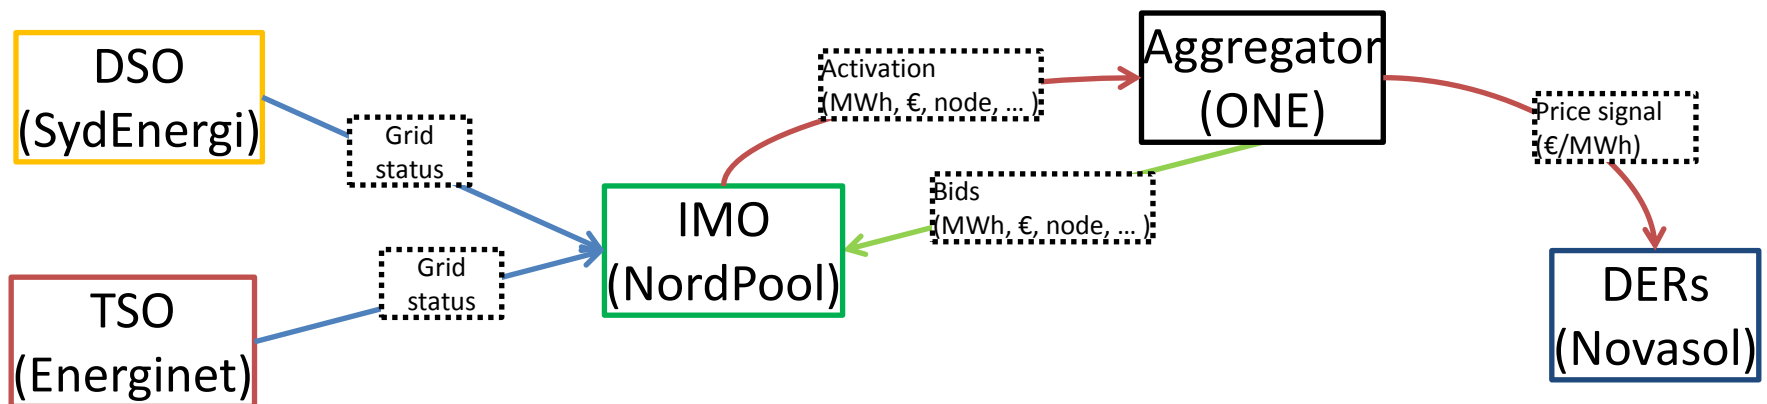 DSO
(SydEnergi)
Grid
status
TSO
(Energinet)
Grid
status
IMO
(NordPool)
Activation
(MWh, €, node, ... )
Bids
(MWh, €, node, ... )
Aggregator
(ONE)
Price signal
(€/MWh)
DERs
(Novasol)